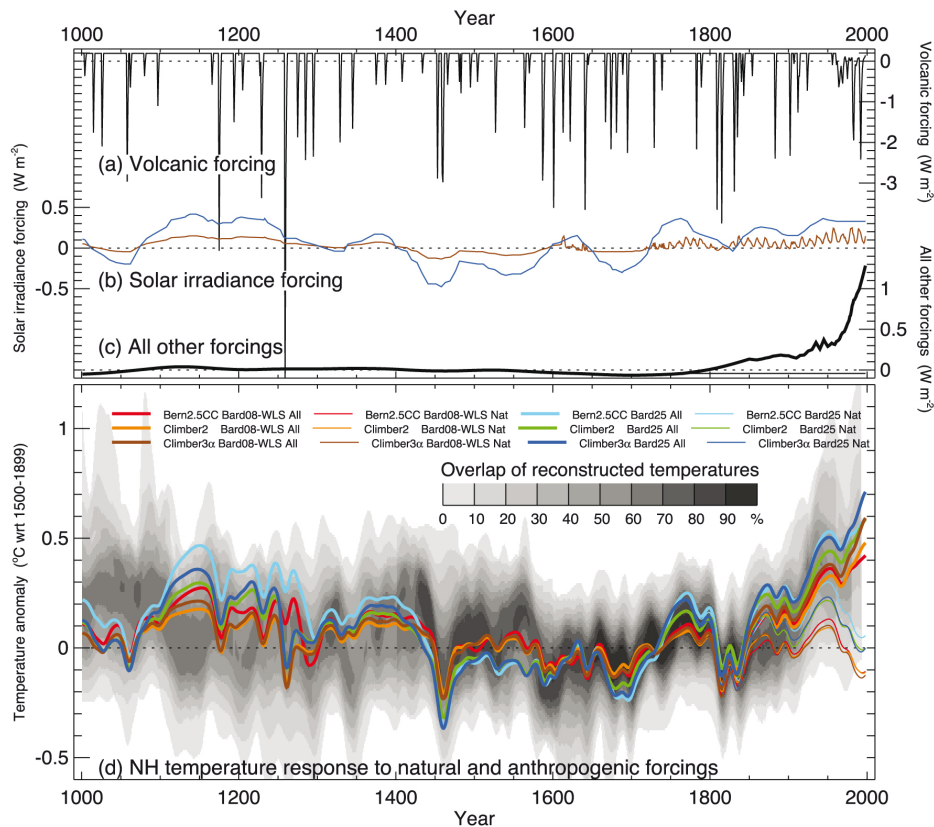 Year
1000 1200 1400 1600 1800 2000
0
-1
-2
-3
Volcanic forcing
(W m-2)
(a) Volcanic forcing
Solar irradiance forcing (W m-2)
0.5
0
-0.5
(b) Solar irradiance forcing
All other forcings
(W m-2)
1
0.5
0
(c) All other forcings
Bern2.5CC Bard08-WLS All Bern2.5CC Bard08-WLS Nat Bern2.5CC Bard25 All Bern2.5CC Bard25 Nat
Climber2 Bard08-WLS All Climber2 Bard08-WLS Nat Climber2 Bard25 All Climber2 Bard25 Nat
Climber3α Bard08-WLS All Climber3α Bard08-WLS Nat Climber3α Bard25 All Climber3α Bard25 Nat
Overlap of reconstructed temperatures
0 10 20 30 40 50 60 70 80 90 %
Temperature anomaly (°C wrt 1500-1899)
1
0.5
0
-0.5
(d) NH temperature response to natural and anthropogenic forcings
1000 1200 1400 1600 1800 2000
Year